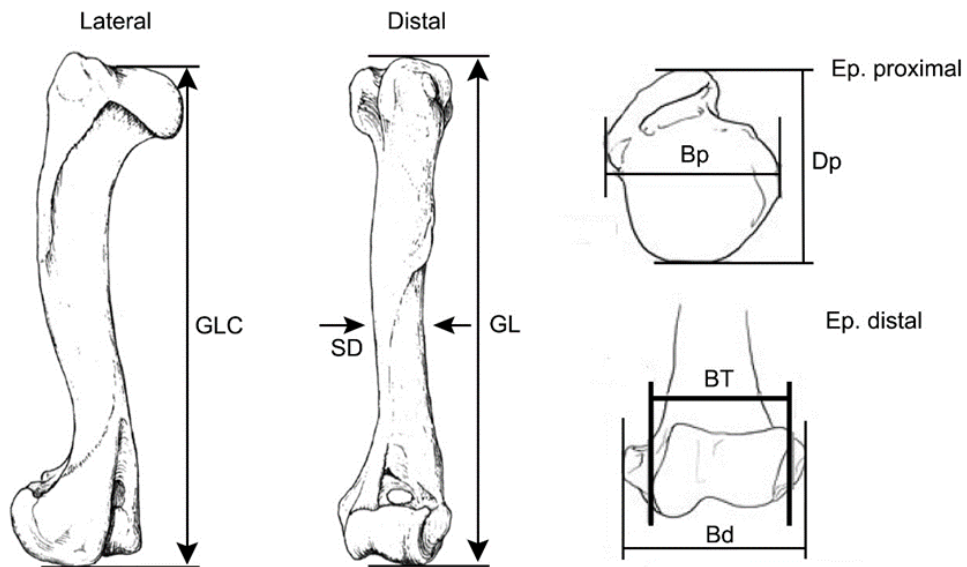 Lateral
Distal
Ep. proximal
Bp
Dp
GLC
SD
GL
Ep. distal
BT
Bd